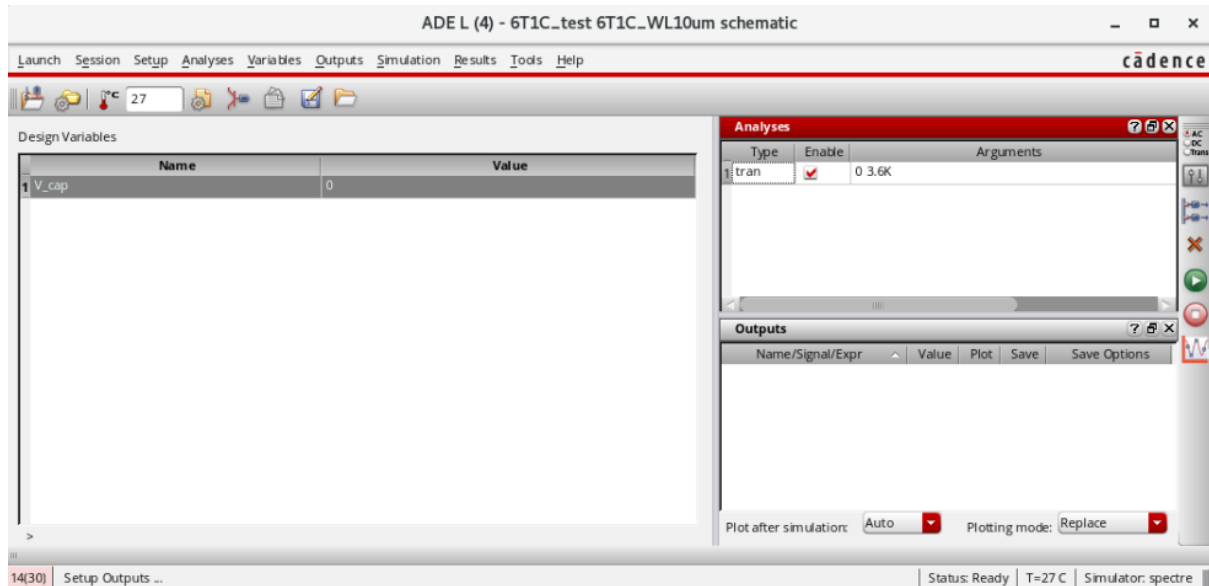 ADE L (4) - 6T1C_test 6T1C_WL10um schematic
Launch Session Setup Analyses Variables Outputs Simulation Results Tools Help
cādence
°C 27
Design Variables
Name Value
1 V_cap 0
>
Analyses
Type Enable Arguments
1 tran 0 3.6K
AC
DC
Trans
Outputs
Name/Signal/Expr Value Plot Save Save Options
Plot after simulation: Auto Plotting mode: Replace
14(30) Setup Outputs ... Status: Ready T=27 C Simulator: spectre